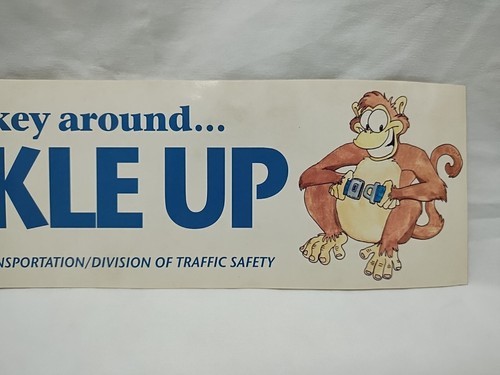 key around...
KLE UP
NSPORTATION/DIVISION OF TRAFFIC SAFETY